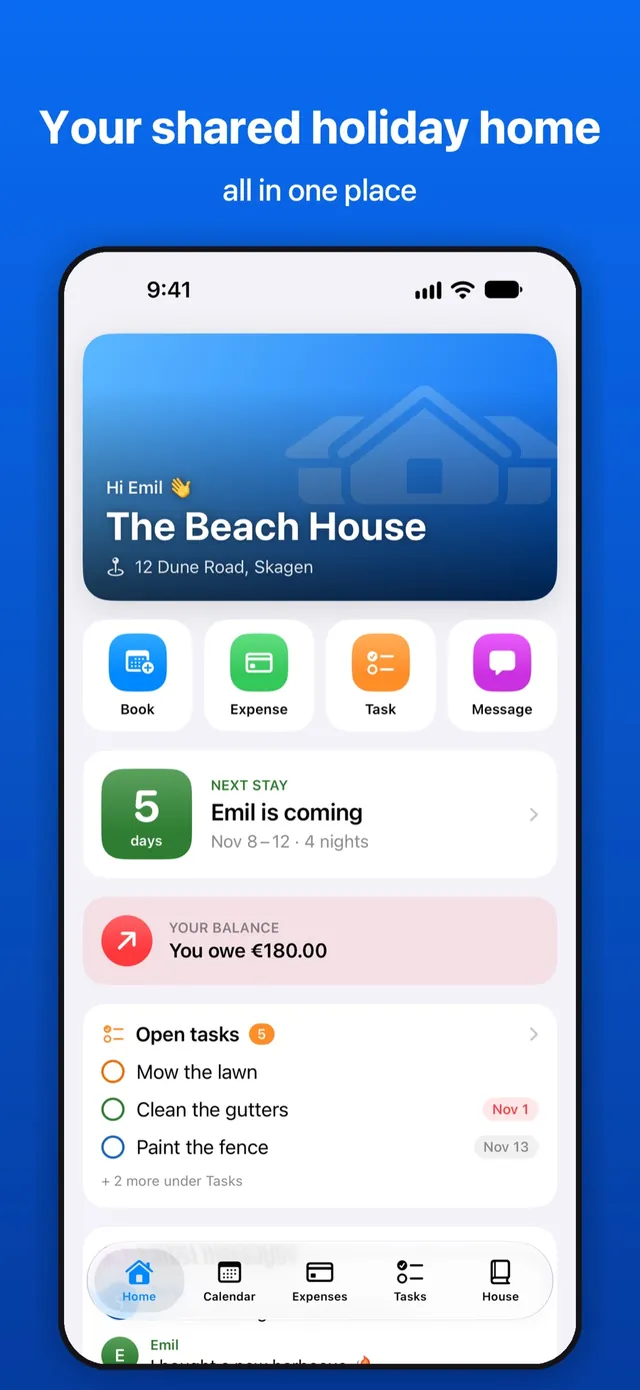 Your shared holiday home
all in one place
9:41
Hi Emil 👋
The Beach House
12 Dune Road, Skagen
Book
Expense
Task
Message
5
days
NEXT STAY
Emil is coming
Nov 8–12 · 4 nights
YOUR BALANCE
You owe €180.00
Open tasks 5
Mow the lawn
Clean the gutters
Nov 1
Paint the fence
Nov 13
+ 2 more under Tasks
Home
Calendar
Expenses
Tasks
House
E
Emil
I bought a new barbecue 🔥